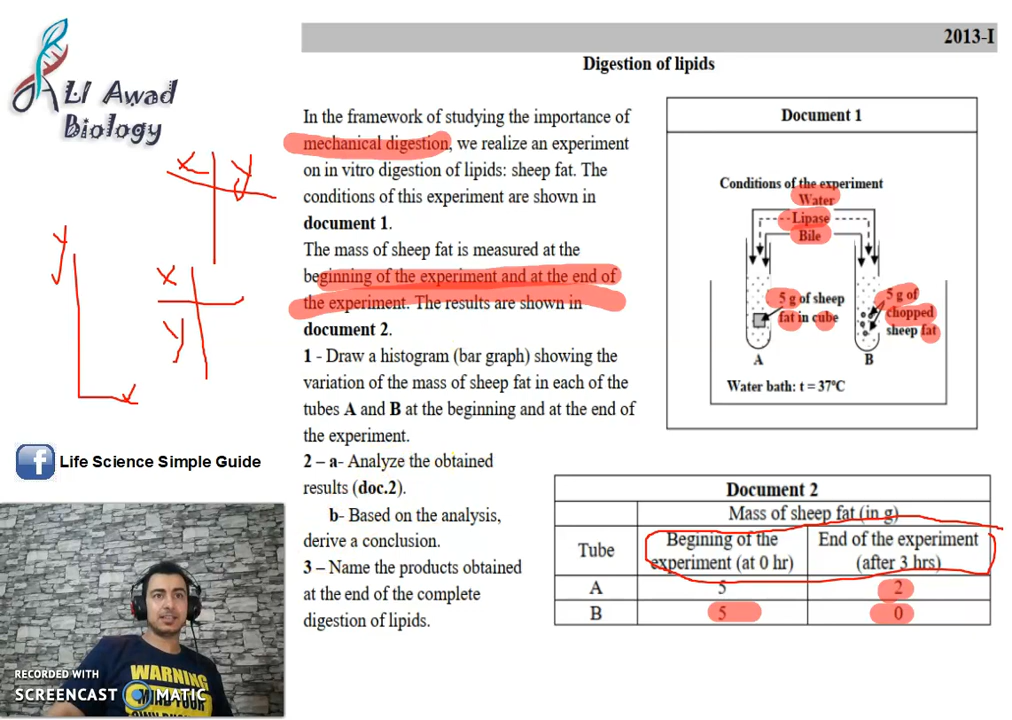 LI Awad
Biology
x y
y
x
y
x
Life Science Simple Guide
RECORDED WITH
SCREENCAST MATIC
WARNING
2013-I
Digestion of lipids
In the framework of studying the importance of
mechanical digestion, we realize an experiment
on in vitro digestion of lipids: sheep fat. The
conditions of this experiment are shown in
document 1.
The mass of sheep fat is measured at the
beginning of the experiment and at the end of
the experiment. The results are shown in
document 2.
1 - Draw a histogram (bar graph) showing the
variation of the mass of sheep fat in each of the
tubes A and B at the beginning and at the end of
the experiment.
2 – a- Analyze the obtained
results (doc.2).
b- Based on the analysis,
derive a conclusion.
3 – Name the products obtained
at the end of the complete
digestion of lipids.
Document 1
Conditions of the experiment
Water
Lipase
Bile
5 g of sheep
fat in cube
5 g of
chopped
sheep fat
A B
Water bath: t = 37°C
Document 2
Mass of sheep fat (in g)
Tube
Begining of the
experiment (at 0 hr)
End of the experiment
(after 3 hrs)
A 5 2
B 5 0